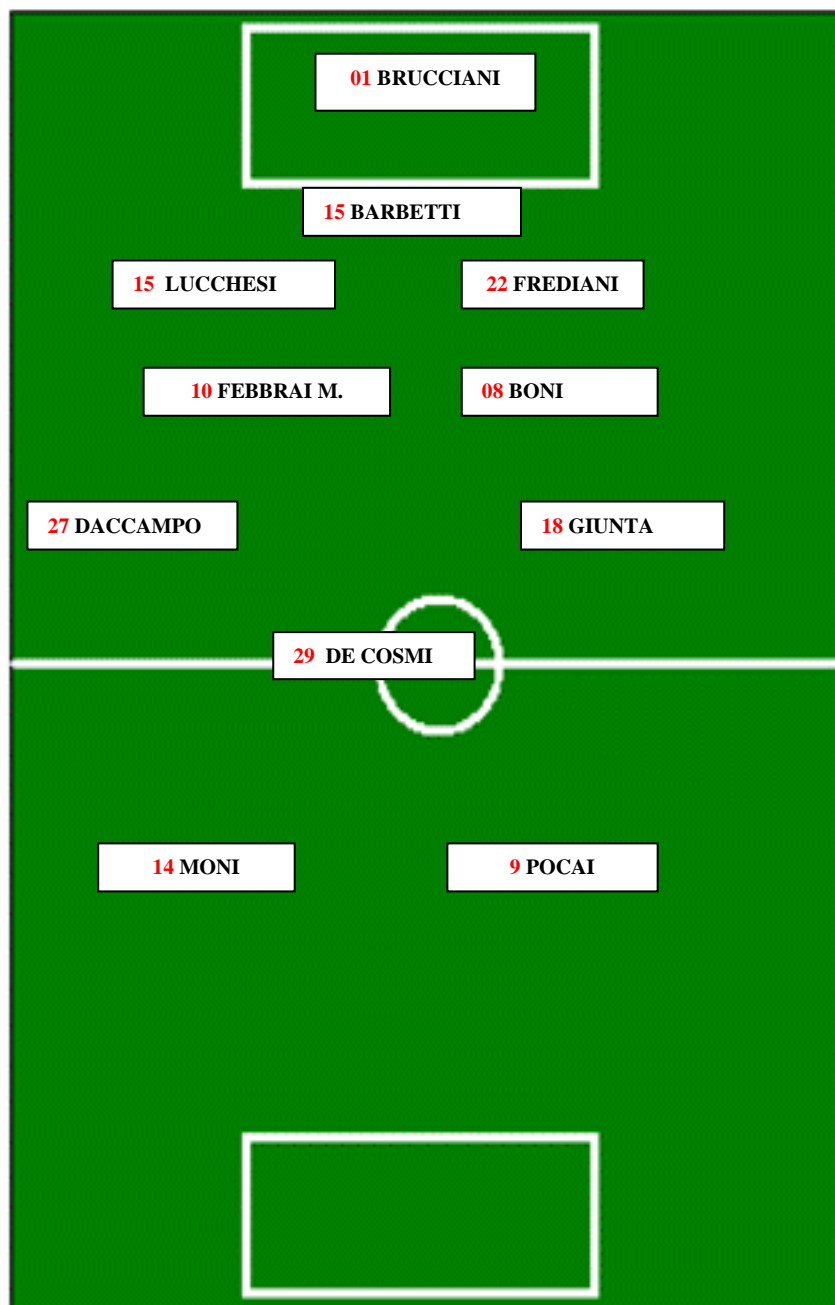 01 BRUCCIANI
15 BARBETTI
15 LUCCHESI
22 FREDIANI
10 FEBBRAI M.
08 BONI
27 DACCAMPO
18 GIUNTA
29 DE COSMI
14 MONI
9 POCAI